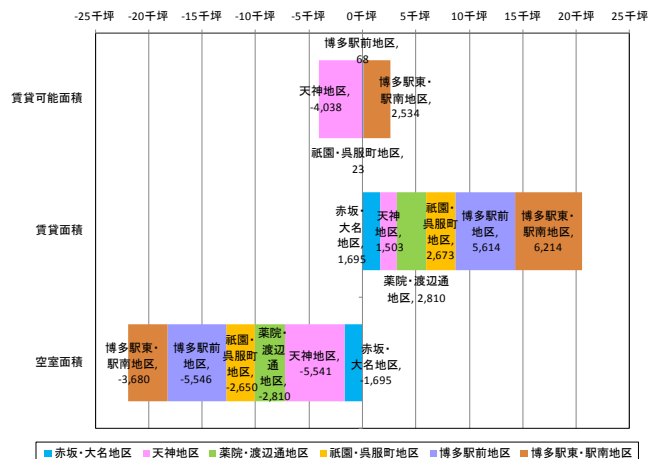 -25千坪 -20千坪 -15千坪 -10千坪 -5千坪 0千坪 5千坪 10千坪 15千坪 20千坪 25千坪
賃貸可能面積
博多駅前地区,
68
天神地区,
-4,038
博多駅東・
駅南地区,
2,534
祇園・呉服町地区,
23
賃貸面積
赤坂・
大名
地区,
1,695
天神
地区,
1,503
祇園・
呉服町
地区,
2,673
博多駅前
地区,
5,614
博多駅東・
駅南地区,
6,214
薬院・渡辺通
地区, 2,810
空室面積
博多駅東・
駅南地区,
-3,680
博多駅前
地区,
-5,546
祇園・
呉服町
地区,
-2,650
薬院・
渡辺
通
地区,
-2,810
天神地区,
-5,541
赤坂・
大名地区,
-1,695
赤坂・大名地区 天神地区 薬院・渡辺通地区 祇園・呉服町地区 博多駅前地区 博多駅東・駅南地区